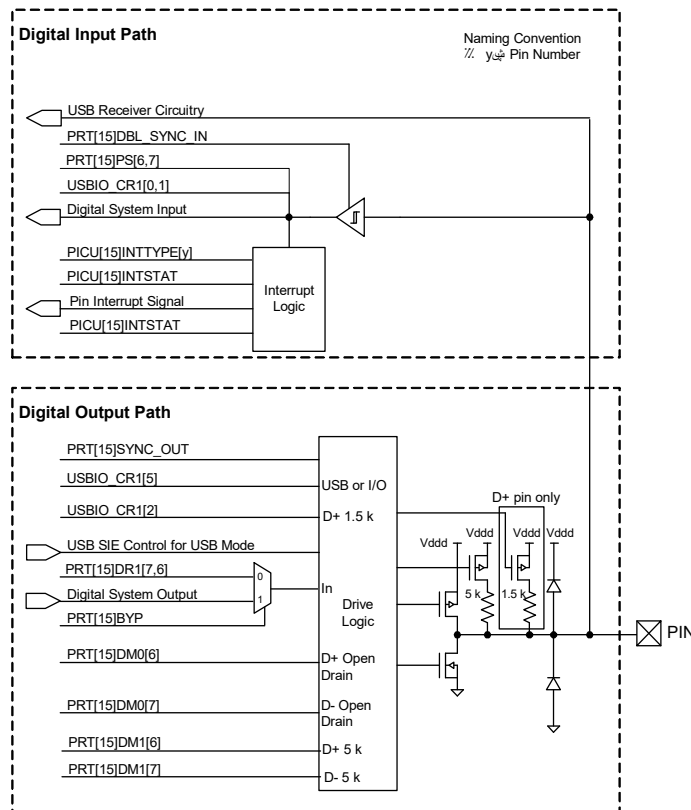 Digital Input Path
Naming Convention
y Pin Number
USB Receiver Circuitry
PRT[15]DBL_SYNC_IN
PRT[15]PS[6,7]
USBIO_CR1[0,1]
Digital System Input
PICU[15]INTTYPE[y]
PICU[15]INTSTAT
Pin Interrupt Signal
PICU[15]INTSTAT
Interrupt
Logic
Digital Output Path
PRT[15]SYNC_OUT
USBIO_CR1[5]
USB or I/O
USBIO_CR1[2]
D+ 1.5 k
D+ pin only
USB SIE Control for USB Mode
Vddd
Vddd
Vddd
Vddd
PRT[15]DR1[7,6]
0
Digital System Output
1
In
5 k
1.5 k
PRT[15]BYP
Drive
Logic
PIN
PRT[15]DM0[6]
D+ Open
Drain
PRT[15]DM0[7]
D- Open
Drain
PRT[15]DM1[6]
D+ 5 k
PRT[15]DM1[7]
D- 5 k